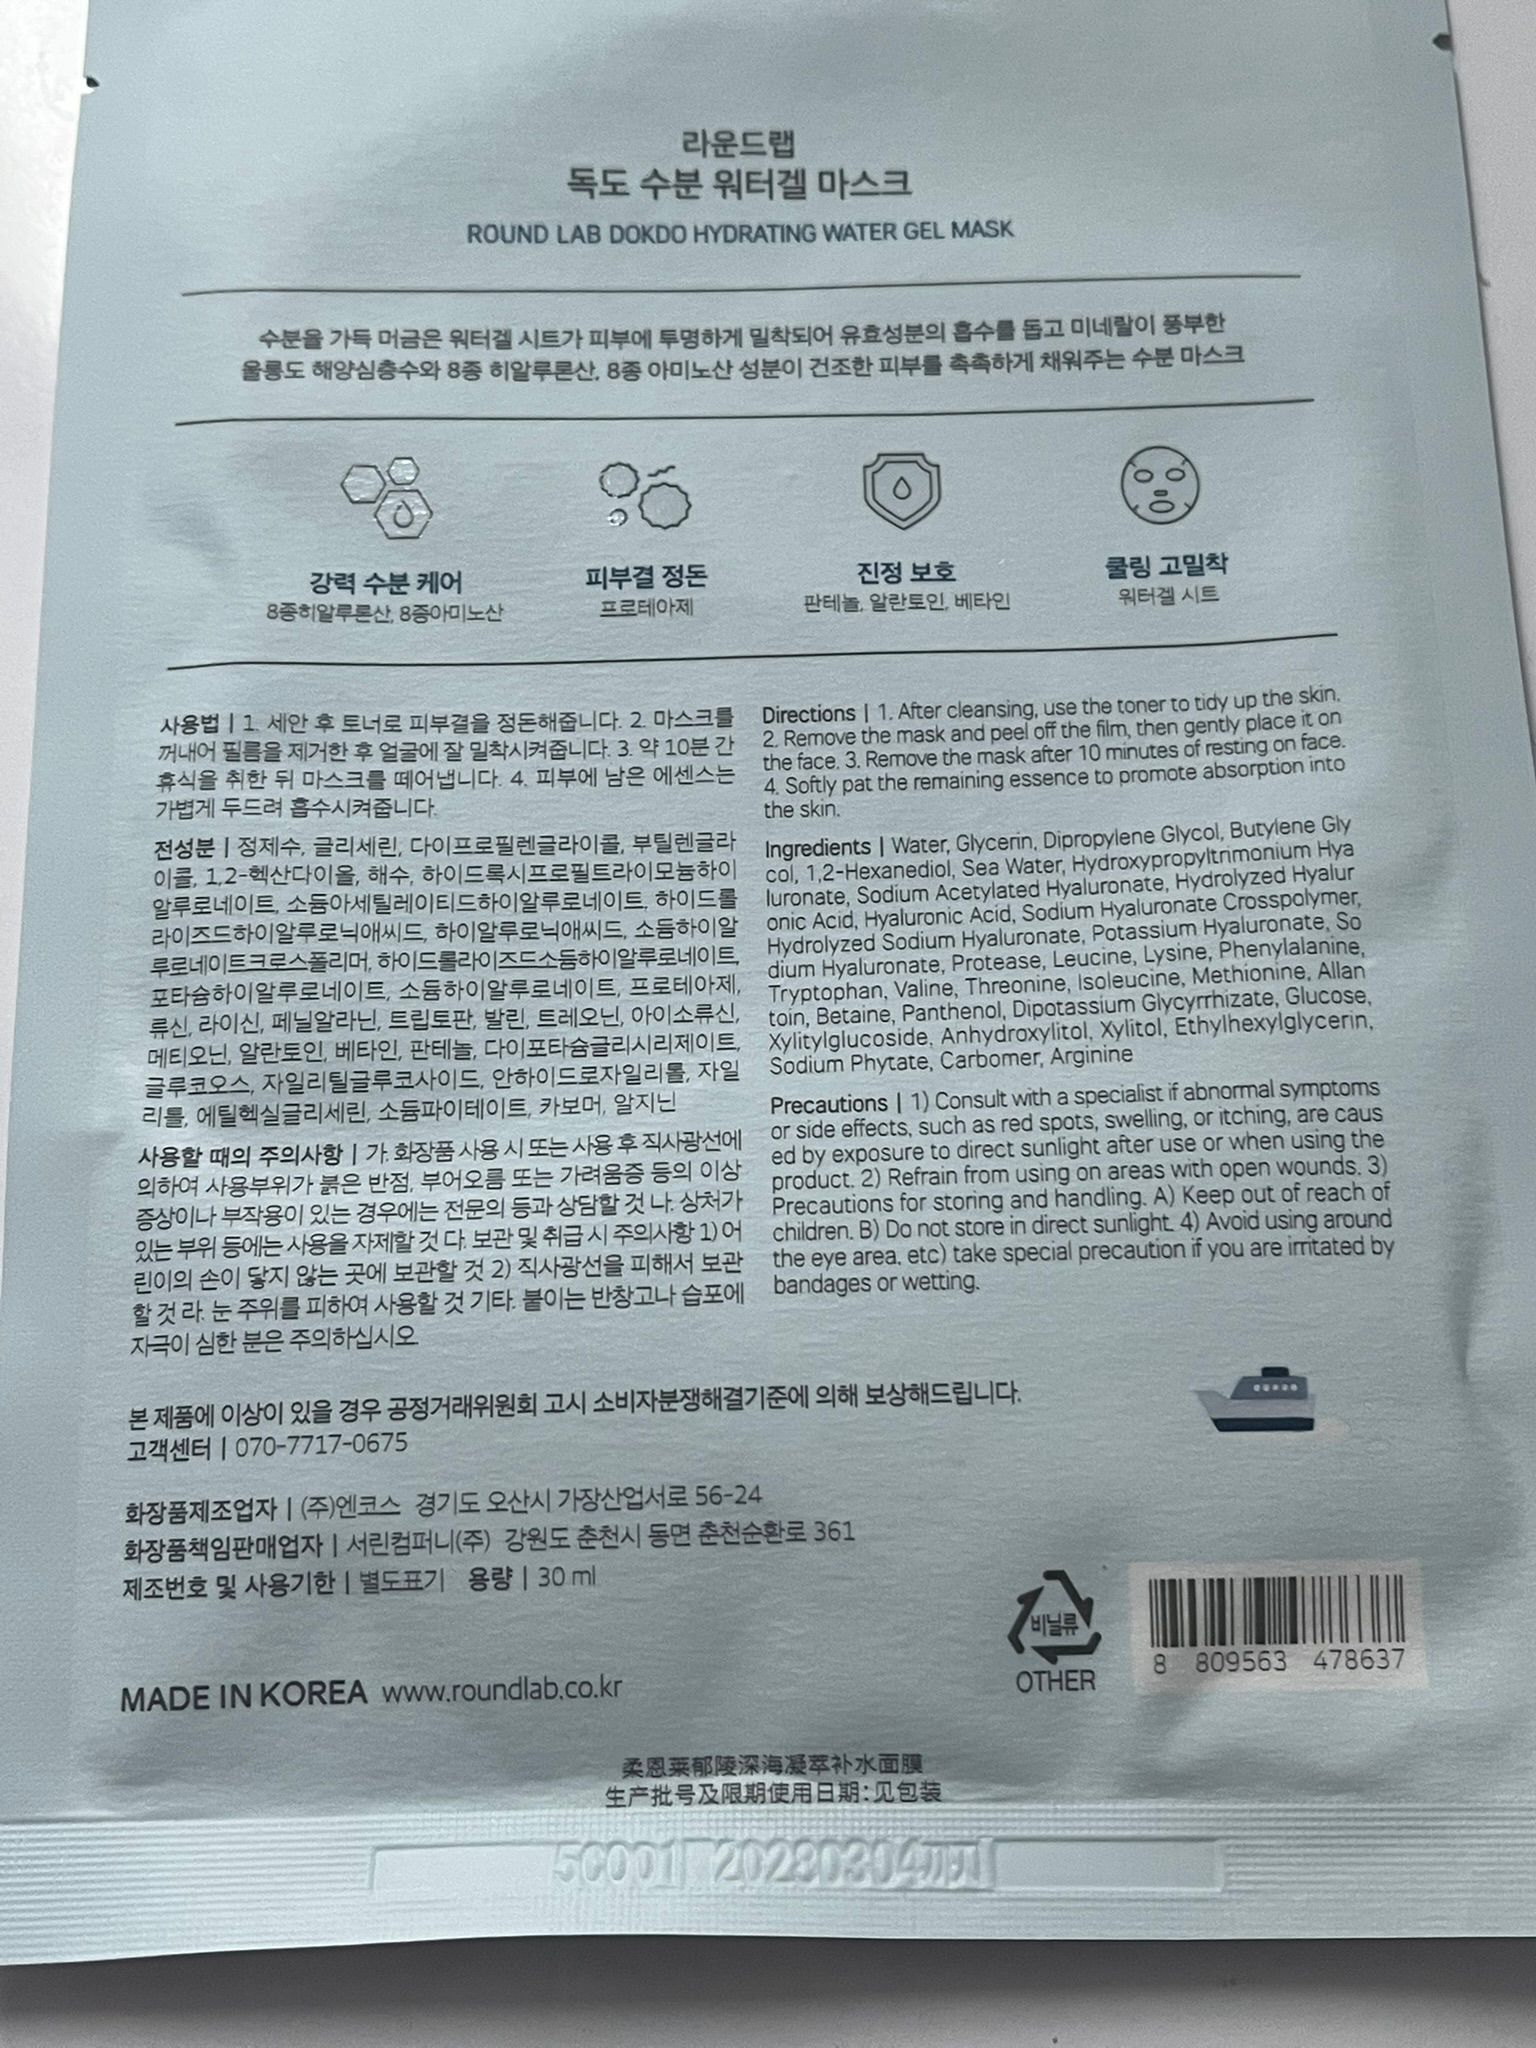 라운드랩
독도 수분 워터겔 마스크
ROUND LAB DOKDO HYDRATING WATER GEL MASK
수분을 가득 머금은 워터겔 시트가 피부에 투명하게 밀착되어 유효성분의 흡수를 돕고 미네랄이 풍부한
울릉도 해양심층수와 8종 히알루론산, 8종 아미노산 성분이 건조한 피부를 촉촉하게 채워주는 수분 마스크
강력 수분 케어
8종히알루론산, 8종아미노산
피부결 정돈
프로테아제
진정 보호
판테놀, 알란토인, 베타인
쿨링 고밀착
워터겔 시트
사용법 | 1. 세안 후 토너로 피부결을 정돈해줍니다. 2. 마스크를
꺼내어 필름을 제거한 후 얼굴에 잘 밀착시켜줍니다. 3. 약 10분 간
휴식을 취한 뒤 마스크를 떼어냅니다. 4. 피부에 남은 에센스는
가볍게 두드려 흡수시켜줍니다.
전성분 | 정제수, 글리세린, 다이프로필렌글라이콜, 부틸렌글라
이콜, 1,2-헥산다이올, 해수, 하이드록시프로필트라이모늄하이
알루로네이트, 소듐아세틸레이티드하이알루로네이트, 하이드롤
라이즈드하이알루로닉애씨드, 하이알루로닉애씨드, 소듐하이알
루로네이트크로스폴리머, 하이드롤라이즈드소듐하이알루로네이트,
포타슘하이알루로네이트, 소듐하이알루로네이트, 프로테아제,
류신, 라이신, 페닐알라닌, 트립토판, 발린, 트레오닌, 아이소류신,
메티오닌, 알란토인, 베타인, 판테놀, 다이포타슘글리시리제이트,
글루코오스, 자일리틸글루코사이드, 안하이드로자일리톨, 자일
리톨, 에틸헥실글리세린, 소듐파이테이트, 카보머, 알지닌
사용할 때의 주의사항 | 가. 화장품 사용 시 또는 사용 후 직사광선에
의하여 사용부위가 붉은 반점, 부어오름 또는 가려움증 등의 이상
증상이나 부작용이 있는 경우에는 전문의 등과 상담할 것 나. 상처가
있는 부위 등에는 사용을 자제할 것 다. 보관 및 취급 시 주의사항 1) 어
린이의 손이 닿지 않는 곳에 보관할 것 2) 직사광선을 피해서 보관
할 것 라. 눈 주위를 피하여 사용할 것 기타. 붙이는 반창고나 습포에
자극이 심한 분은 주의하십시오.
Directions | 1. After cleansing, use the toner to tidy up the skin.
2. Remove the mask and peel off the film, then gently place it on
the face. 3. Remove the mask after 10 minutes of resting on face.
4. Softly pat the remaining essence to promote absorption into
the skin.
Ingredients | Water, Glycerin, Dipropylene Glycol, Butylene Gly
col, 1,2-Hexanediol, Sea Water, Hydroxypropyltrimonium Hya
luronate, Sodium Acetylated Hyaluronate, Hydrolyzed Hyalur
onic Acid, Hyaluronic Acid, Sodium Hyaluronate Crosspolymer,
Hydrolyzed Sodium Hyaluronate, Potassium Hyaluronate, So
dium Hyaluronate, Protease, Leucine, Lysine, Phenylalanine,
Tryptophan, Valine, Threonine, Isoleucine, Methionine, Allan
toin, Betaine, Panthenol, Dipotassium Glycyrrhizate, Glucose,
Xylitylglucoside, Anhydroxylitol, Xylitol, Ethylhexylglycerin,
Sodium Phytate, Carbomer, Arginine
Precautions | 1) Consult with a specialist if abnormal symptoms
or side effects, such as red spots, swelling, or itching, are caus
ed by exposure to direct sunlight after use or when using the
product. 2) Refrain from using on areas with open wounds. 3)
Precautions for storing and handling. A) Keep out of reach of
children. B) Do not store in direct sunlight. 4) Avoid using around
the eye area. etc) take special precaution if you are irritated by
bandages or wetting.
본 제품에 이상이 있을 경우 공정거래위원회 고시 소비자분쟁해결기준에 의해 보상해드립니다.
고객센터 | 070-7717-0675
화장품제조업자 | (주)엔코스 경기도 오산시 가장산업서로 56-24
화장품책임판매업자 | 서린컴퍼니(주) 강원도 춘천시 동면 춘천순환로 361
제조번호 및 사용기한 | 별도표기 용량 | 30 ml
비닐류
OTHER
8 809563 478637
MADE IN KOREA www.roundlab.co.kr
柔恩莱郁陵深海凝萃补水面膜
生产批号及限期使用日期：见包装